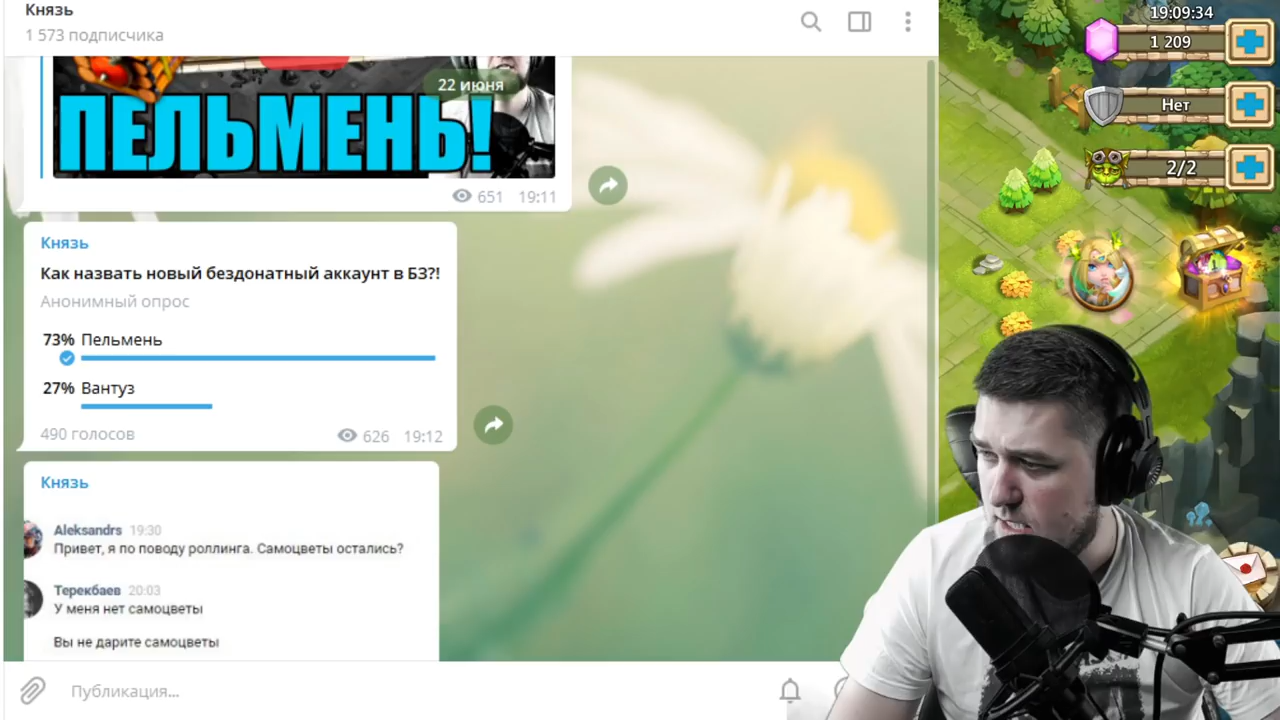 Князь
1 573 подписчика
22 июня
ПЕЛЬМЕНЬ!
651 19:11
Князь
Как назвать новый бездонатный аккаунт в БЗ?!
Анонимный опрос
73% Пельмень
27% Вантуз
490 голосов
626 19:12
Князь
Aleksandrs 19:30
Привет, я по поводу роллинга. Самоцветы остались?
Терекбаев 20:03
У меня нет самоцветы
Вы не дарите самоцветы
Публикация...
19:09:34
1 209
Нет
2/2